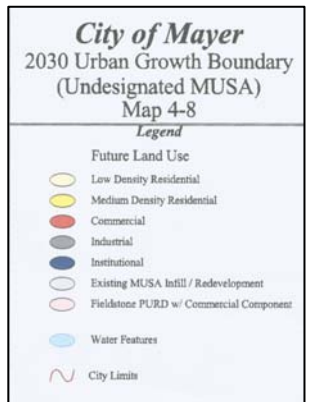 City of Mayer
2030 Urban Growth Boundary
(Undesignated MUSA)
Map 4-8
Legend
Future Land Use
Low Density Residential
Medium Density Residential
Commercial
Industrial
Institutional
Existing MUSA Infill / Redevelopment
Fieldstone PURD w/ Commercial Component
Water Features
City Limits